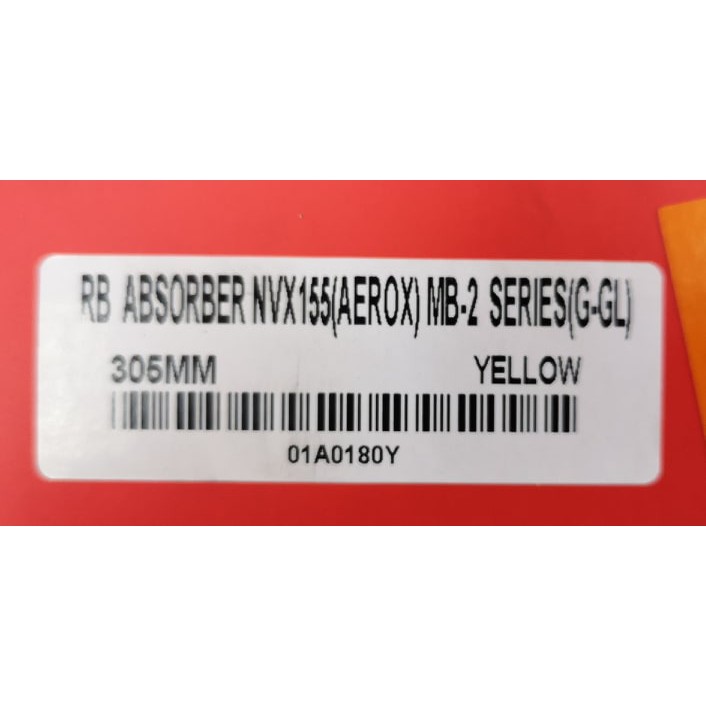 RB ABSORBER NVX155(AEROX) MB-2 SERIES(G-GL)
305MM YELLOW
01A0180Y